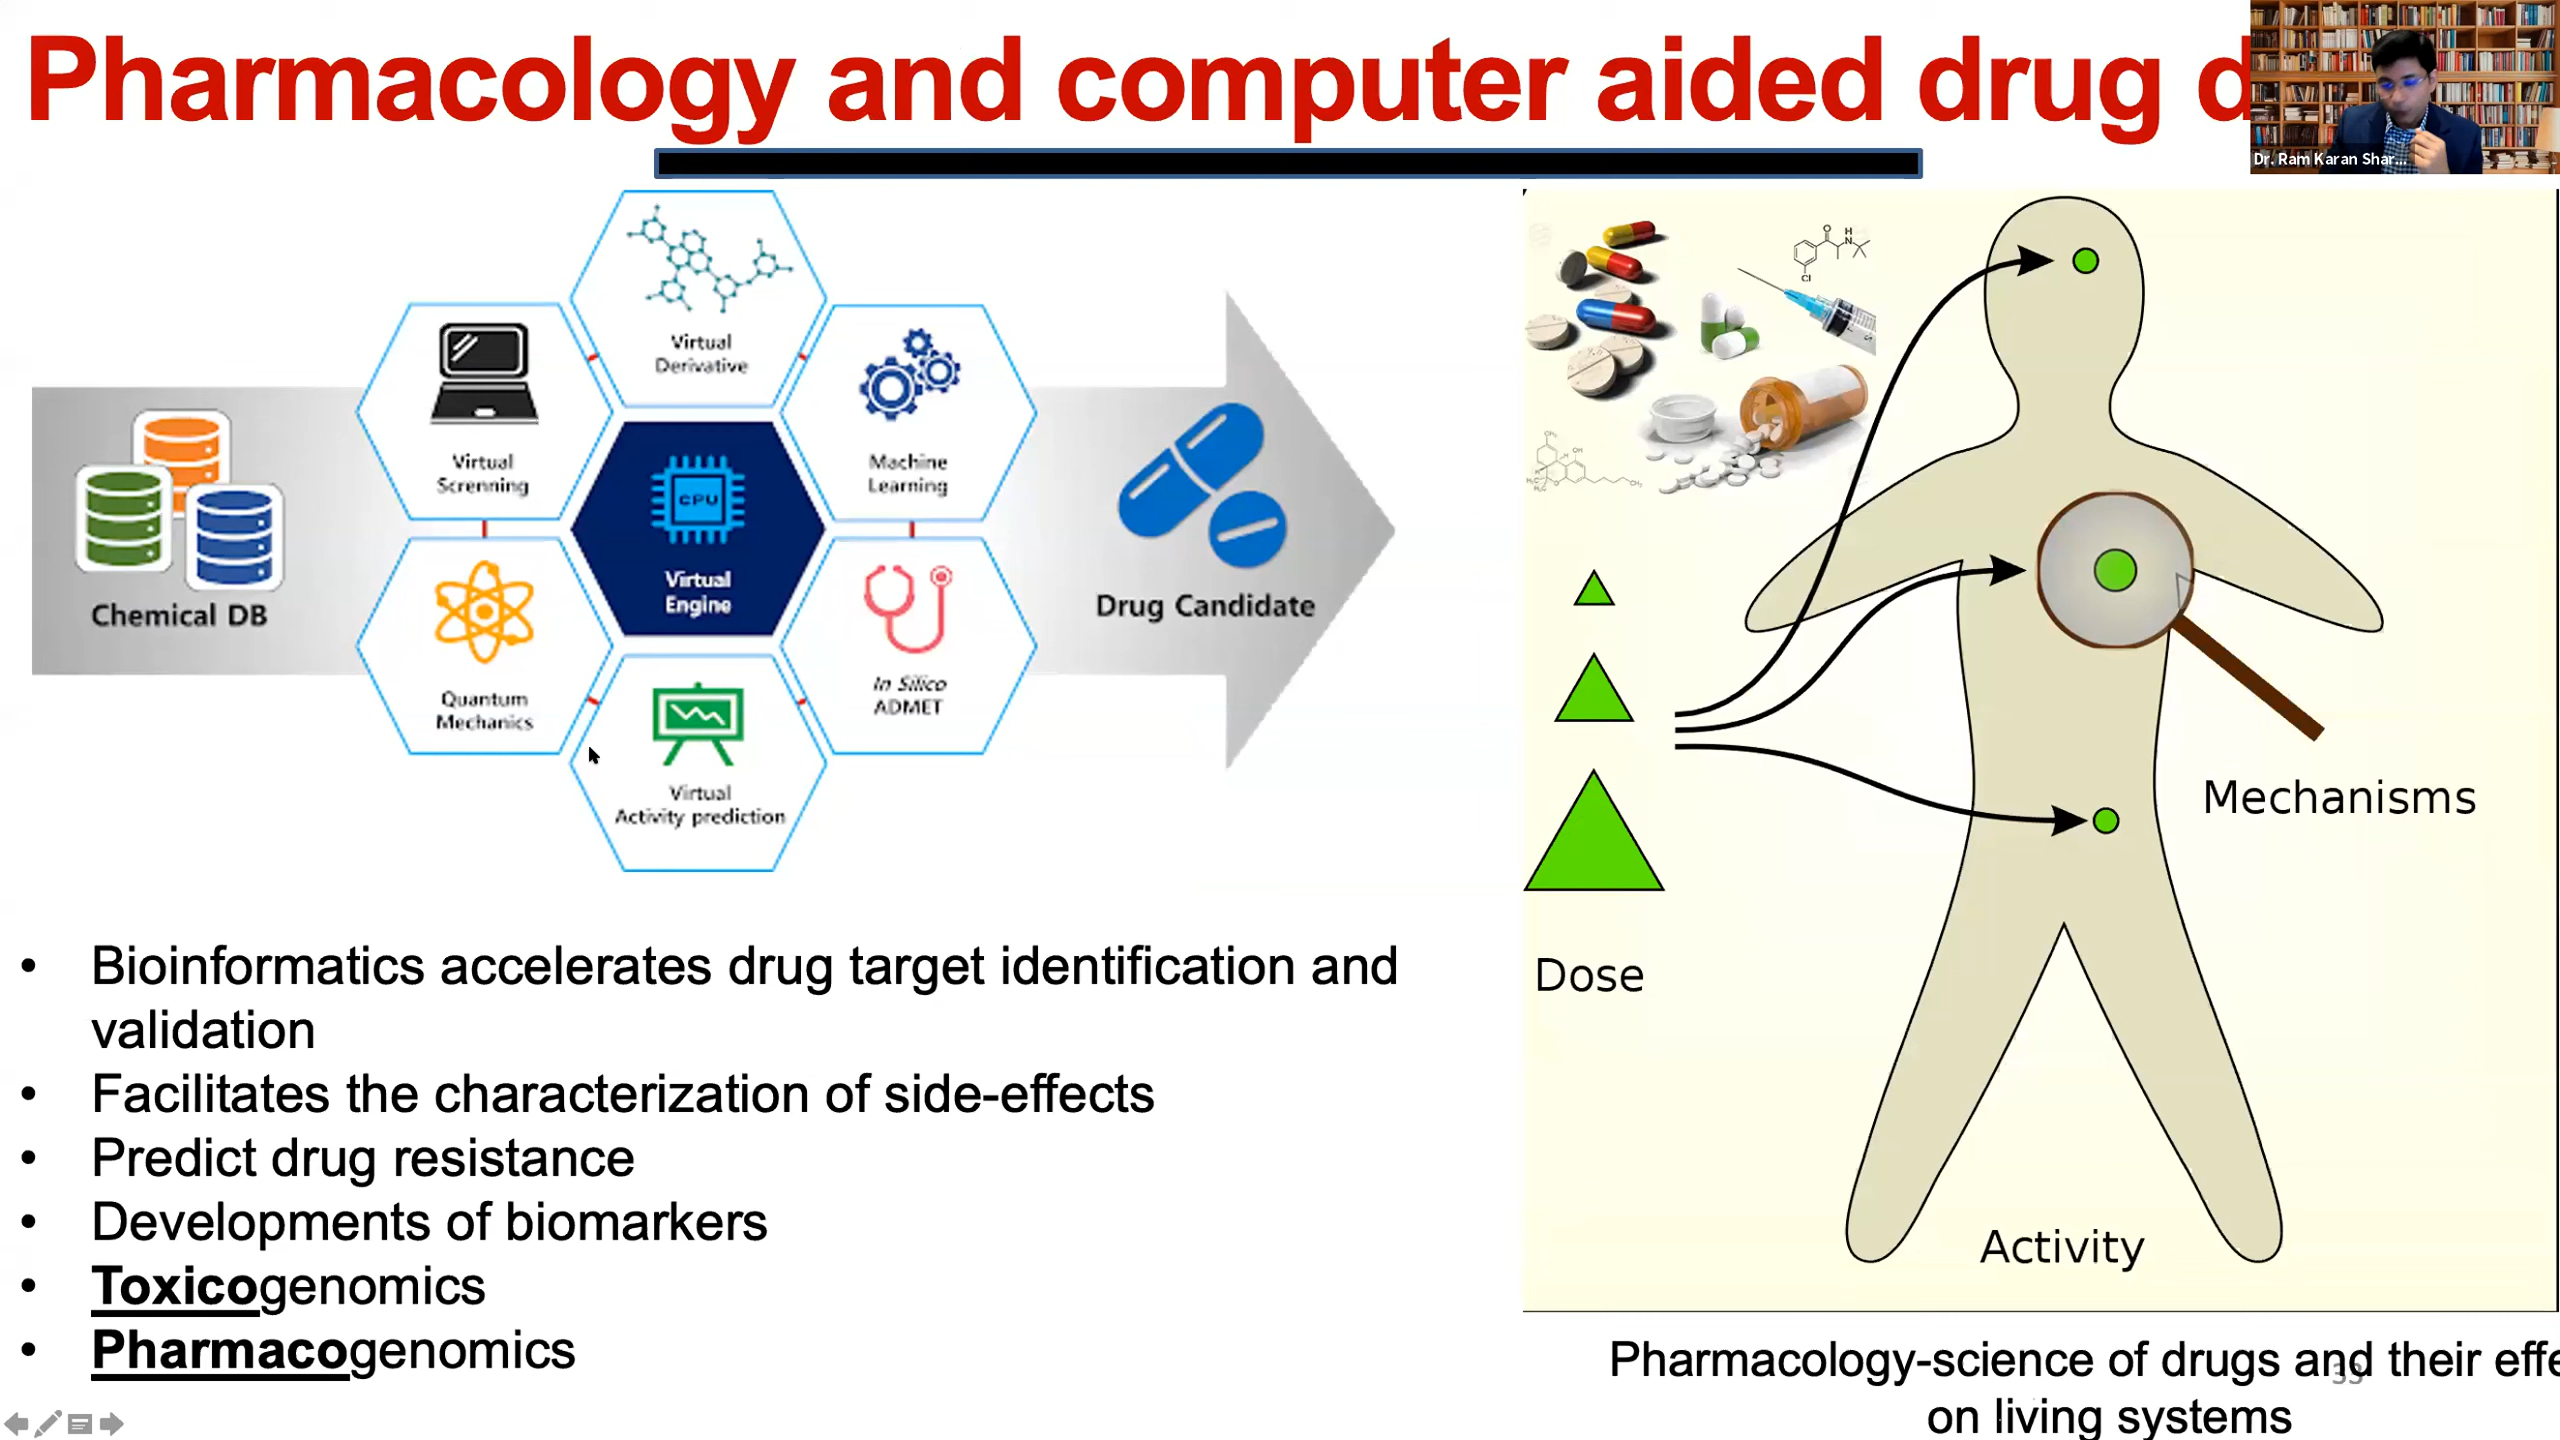 Pharmacology and computer aided drug d
Dr. Ram Karan Shar...
Virtual
Derivative
Virtual
Screnning
Machine
Learning
CPU
Virtual
Engine
Chemical DB
Drug Candidate
Quantum
Mechanics
In Silico
ADMET
Virtual
Activity prediction
Mechanisms
Dose
Activity
Bioinformatics accelerates drug target identification and
validation
Facilitates the characterization of side-effects
Predict drug resistance
Developments of biomarkers
Toxicogenomics
Pharmacogenomics
Pharmacology-science of drugs and their effe
33
on living systems